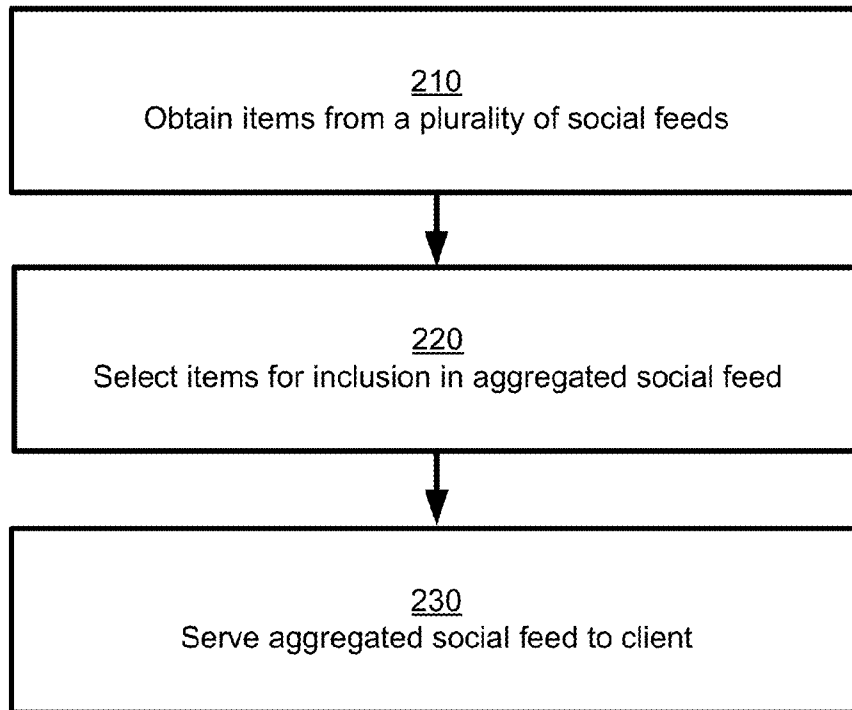 210
Obtain items from a plurality of social feeds
220
Select items for inclusion in aggregated social feed
230
Serve aggregated social feed to client